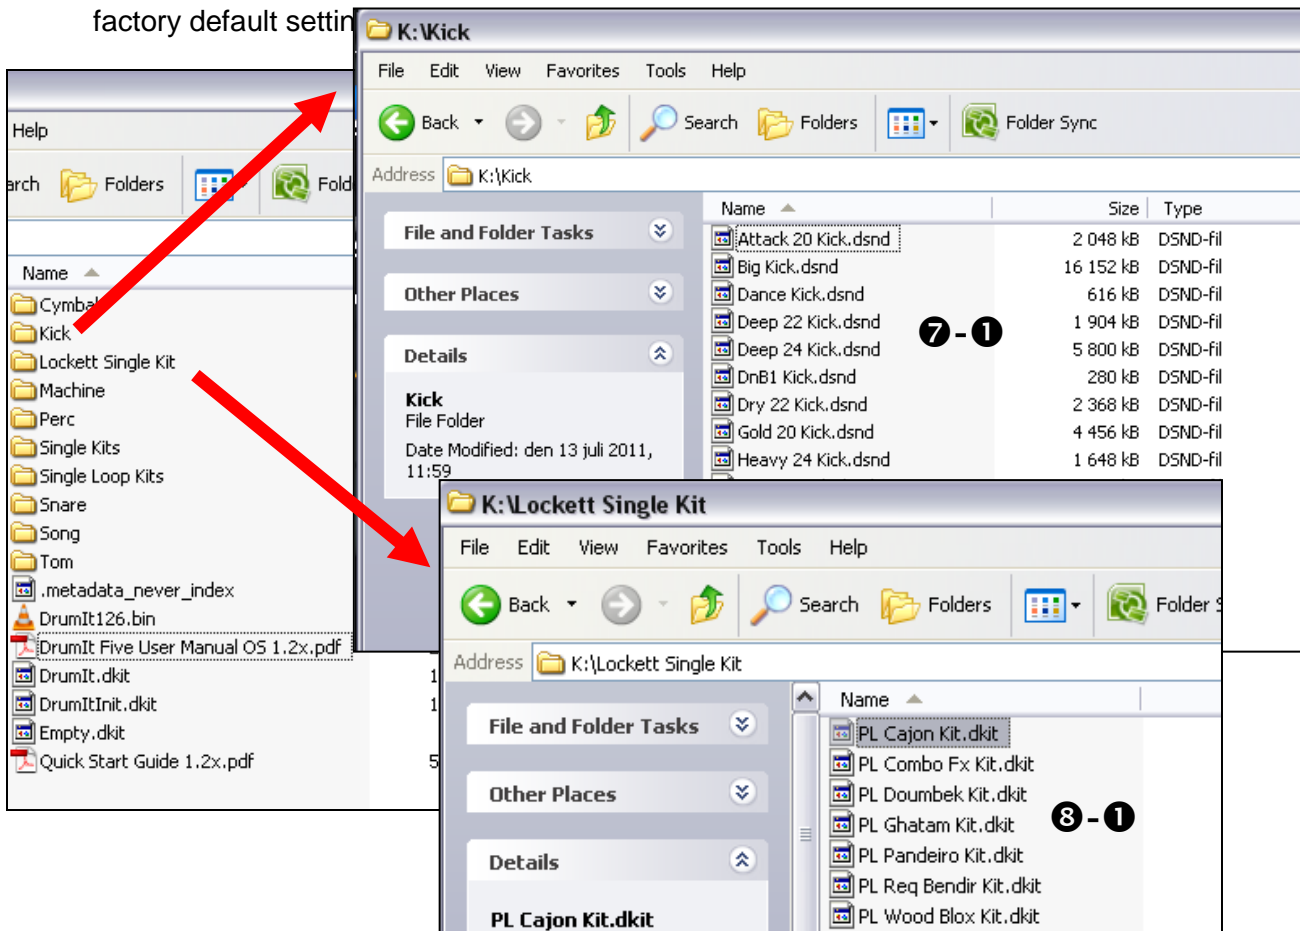 factory default settin
Help
arch Folders Fold
Name
Cymbal
Kick
Lockett Single Kit
Machine
Perc
Single Kits
Single Loop Kits
Snare
Song
Tom
.metadata_never_index
DrumIt126.bin
DrumIt Five User Manual OS 1.2x.pdf
DrumIt.dkit 1
DrumItInit.dkit 1
Empty.dkit
Quick Start Guide 1.2x.pdf 5
K:\Kick
File Edit View Favorites Tools Help
Back Search Folders Folder Sync
Address K:\Kick
File and Folder Tasks
Other Places
Details
Kick
File Folder
Date Modified: den 13 juli 2011,
11:59
Name Size Type
Attack 20 Kick.dsnd 2 048 kB DSND-fil
Big Kick.dsnd 16 152 kB DSND-fil
Dance Kick.dsnd 616 kB DSND-fil
Deep 22 Kick.dsnd 1 904 kB DSND-fil
Deep 24 Kick.dsnd 5 800 kB DSND-fil
DnB1 Kick.dsnd 280 kB DSND-fil
Dry 22 Kick.dsnd 2 368 kB DSND-fil
Gold 20 Kick.dsnd 4 456 kB DSND-fil
Heavy 24 Kick.dsnd 1 648 kB DSND-fil
❼-❶
K:\Lockett Single Kit
File Edit View Favorites Tools Help
Back Search Folders Folder S
Address K:\Lockett Single Kit
File and Folder Tasks
Other Places
Details
PL Cajon Kit.dkit
Name
PL Cajon Kit.dkit
PL Combo Fx Kit.dkit
PL Doumbek Kit.dkit
PL Ghatam Kit.dkit
PL Pandeiro Kit.dkit
PL Req Bendir Kit.dkit
PL Wood Blox Kit.dkit
❽-❶